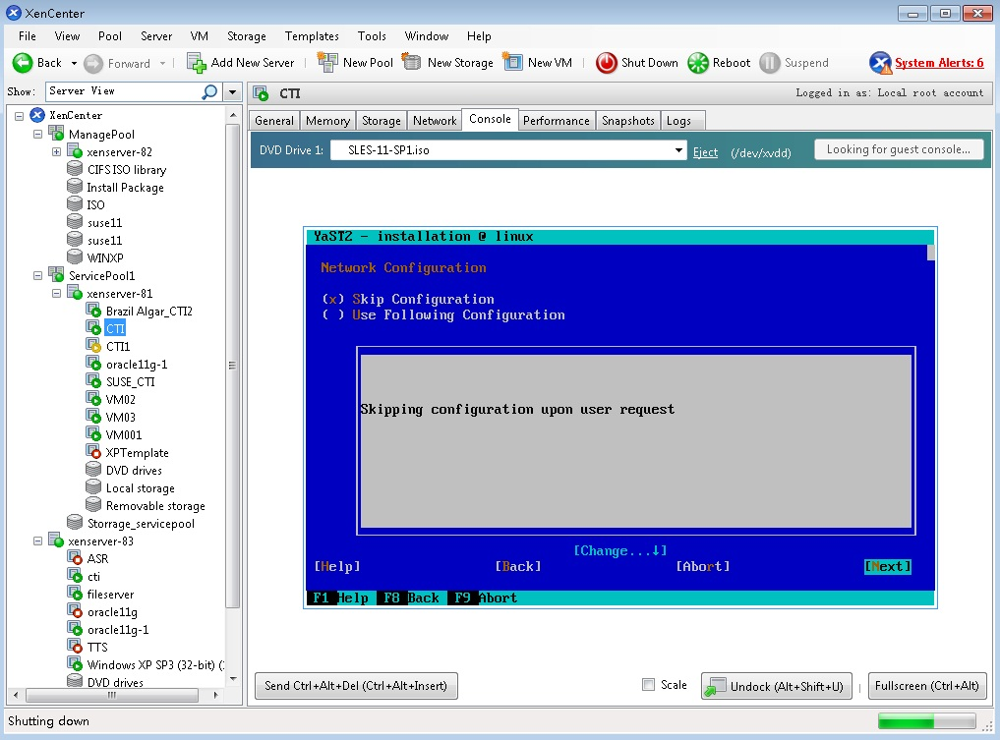 XenCenter
File View Pool Server VM Storage Templates Tools Window Help
Back Forward Add New Server New Pool New Storage New VM Shut Down Reboot Suspend System Alerts: 6
Show: Server View
XenCenter
ManagePool
xenserver-82
CIFS ISO library
Install Package
ISO
suse11
suse11
WINXP
ServicePool1
xenserver-81
Brazil Algar_CTI2
CTI
CTI1
oracle11g-1
SUSE_CTI
VM02
VM03
VM001
XPTemplate
DVD drives
Local storage
Removable storage
Storrage_servicepool
xenserver-83
ASR
cti
fileserver
oracle11g
oracle11g-1
TTS
Windows XP SP3 (32-bit) (
DVD drives
CTI
Logged in as: Local root account
General Memory Storage Network Console Performance Snapshots Logs
DVD Drive 1: SLES-11-SP1.iso Eject (/dev/xvdd) Looking for guest console...
YaST2 - installation @ linux
Network Configuration
(x) Skip Configuration
( ) Use Following Configuration
Skipping configuration upon user request
[Change...↓]
[Help] [Back] [Abort] [Next]
F1 Help F8 Back F9 Abort
Send Ctrl+Alt+Del (Ctrl+Alt+Insert) Scale Undock (Alt+Shift+U) Fullscreen (Ctrl+Alt)
Shutting down